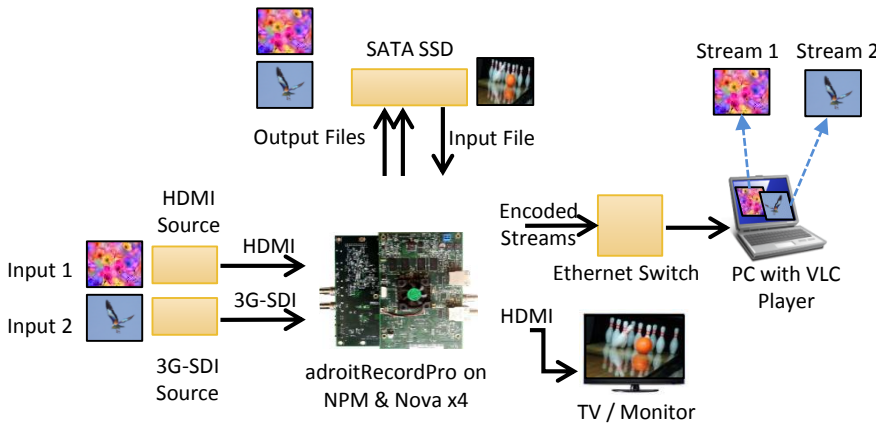 Stream 1
Stream 2
SATA SSD
Output Files
Input File
HDMI
Source
HDMI
Input 1
3G-SDI
Input 2
3G-SDI
Source
adroitRecordPro on
NPM & Nova x4
Encoded
Streams
Ethernet Switch
PC with VLC
Player
HDMI
TV / Monitor